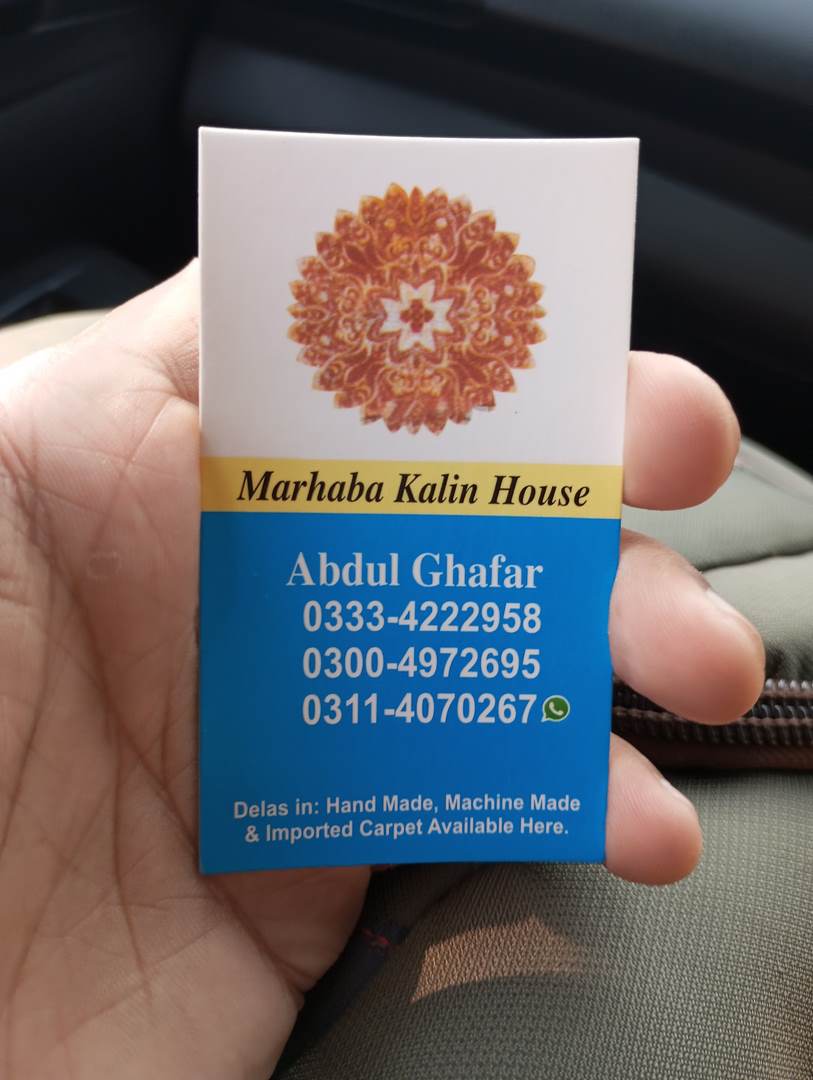 Marhaba Kalin House
Abdul Ghafar
0333-4222958
0300-4972695
0311-4070267
Delas in: Hand Made, Machine Made
& Imported Carpet Available Here.